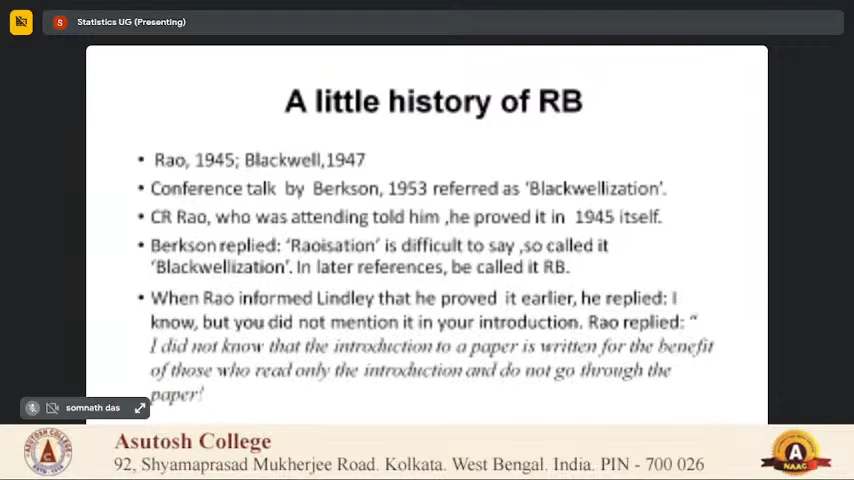 S Statistics UG (Presenting)
A little history of RB
• Rao, 1945; Blackwell,1947
• Conference talk by Berkson, 1953 referred as 'Blackwellization'.
• CR Rao, who was attending told him ,he proved it in 1945 itself.
• Berkson replied: 'Raoisation' is difficult to say ,so called it
'Blackwellization'. In later references, be called it RB.
• When Rao informed Lindley that he proved it earlier, he replied: I
know, but you did not mention it in your introduction. Rao replied: "
I did not know that the introduction to a paper is written for the benefit
of those who read only the introduction and do not go through the
paper!
somnath das
ASUTOSH COLLEGE
Asutosh College
92, Shyamaprasad Mukherjee Road, Kolkata, West Bengal, India, PIN - 700 026
A
NAAC